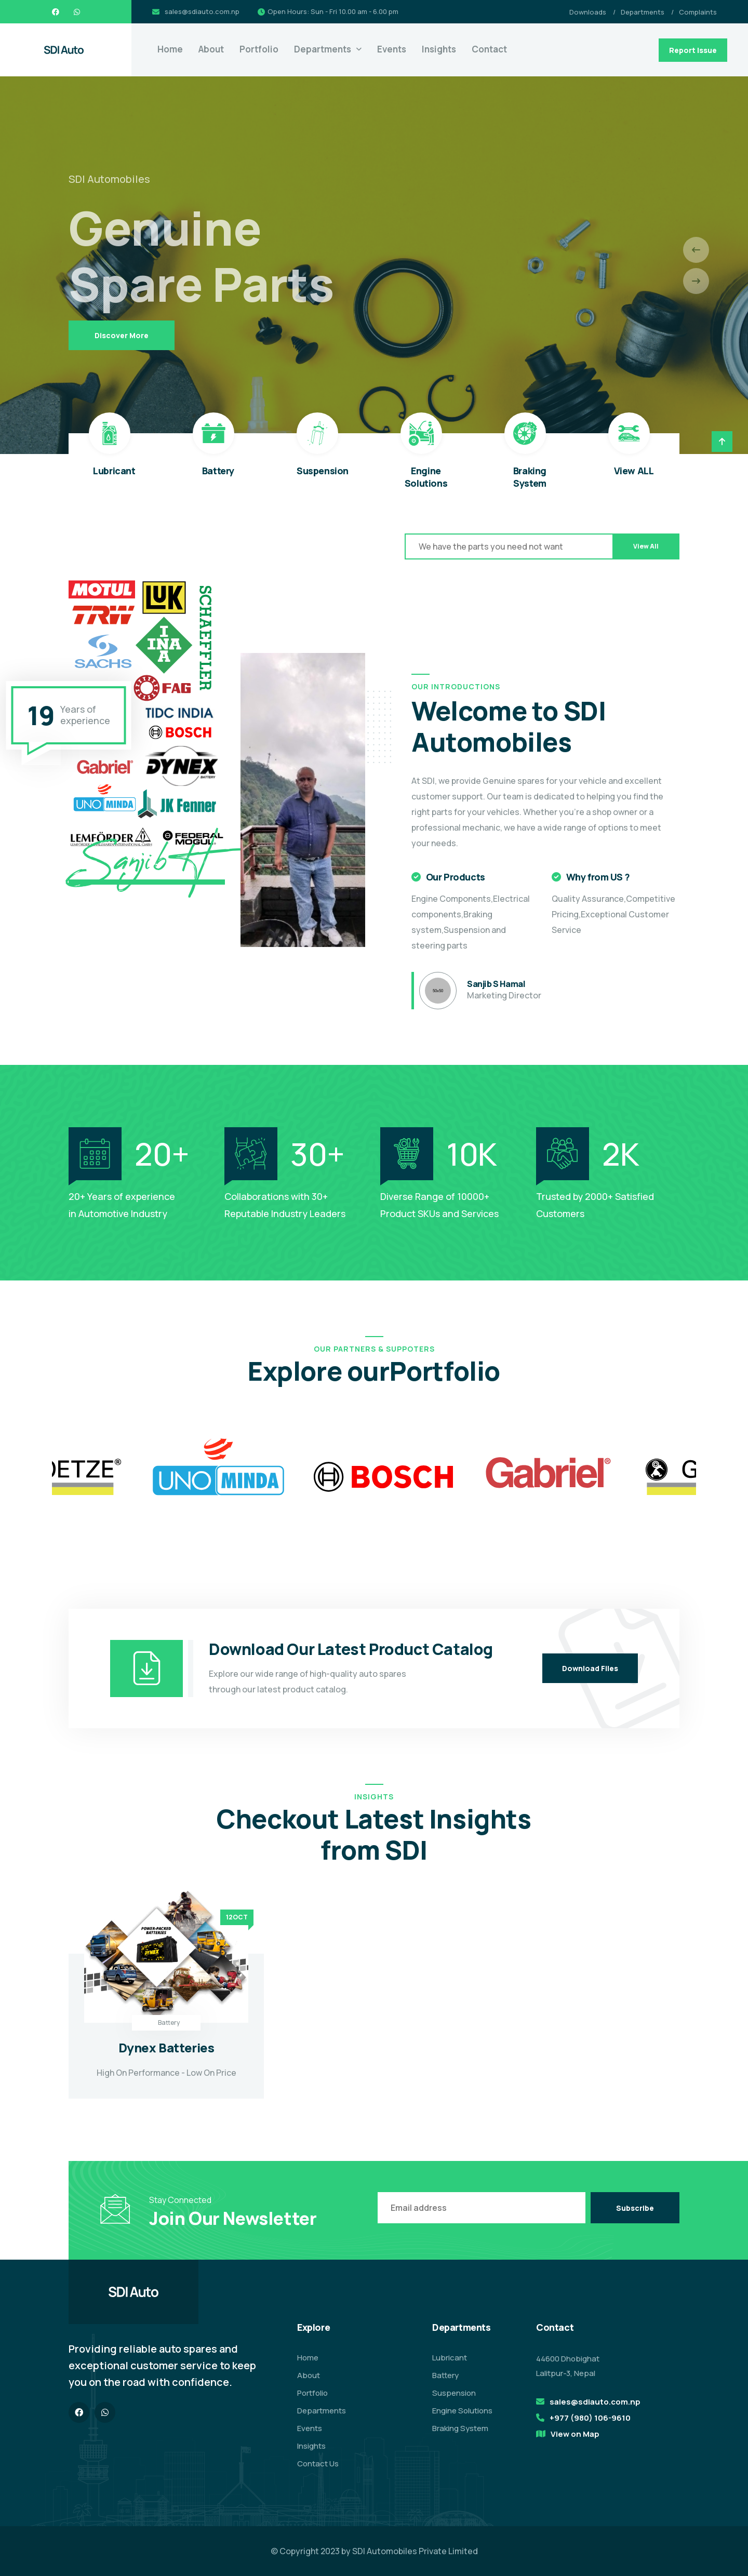 sales@sdiauto.com.np
Open Hours: Sun - Fri 10.00 am - 6.00 pm
Downloads / Departments / Complaints
SDI Auto
Home
About
Portfolio
Departments
Events
Insights
Contact
Report Issue
SDI Automobiles
Genuine
Spare Parts
Discover More
Lubricant
Battery
Suspension
Engine
Solutions
Braking
System
View ALL
We have the parts you need not want
View All
MOTUL
LUK
TRW
SCHAEFFLER
INA
SACHS
FAG
19
Years of
experience
TIDC INDIA
BOSCH
Gabriel
DYNEX
BATTERY
UNO MINDA
JK Fenner
LEMFÖRDER
FEDERAL
MOGUL
Sanjib H
OUR INTRODUCTIONS
Welcome to SDI
Automobiles
At SDI, we provide Genuine spares for your vehicle and excellent
customer support. Our team is dedicated to helping you find the
right parts for your vehicles. Whether you're a shop owner or a
professional mechanic, we have a wide range of options to meet
your needs.
Our Products
Engine Components,Electrical
components,Braking
system,Suspension and
steering parts
Why from US ?
Quality Assurance,Competitive
Pricing,Exceptional Customer
Service
Sanjib S Hamal
Marketing Director
20+
20+ Years of experience
in Automotive Industry
30+
Collaborations with 30+
Reputable Industry Leaders
10K
Diverse Range of 10000+
Product SKUs and Services
2K
Trusted by 2000+ Satisfied
Customers
OUR PARTNERS & SUPPOTERS
Explore ourPortfolio
OETZE®
UNO MINDA
BOSCH
Gabriel®
G
Download Our Latest Product Catalog
Explore our wide range of high-quality auto spares
through our latest product catalog.
Download Files
INSIGHTS
Checkout Latest Insights
from SDI
12OCT
POWER-PACKED
BATTERIES
DYNEX
Battery
Dynex Batteries
High On Performance - Low On Price
Stay Connected
Join Our Newsletter
Email address
Subscribe
SDI Auto
Providing reliable auto spares and
exceptional customer service to keep
you on the road with confidence.
Explore
Home
About
Portfolio
Departments
Events
Insights
Contact Us
Departments
Lubricant
Battery
Suspension
Engine Solutions
Braking System
Contact
44600 Dhobighat
Lalitpur-3, Nepal
sales@sdiauto.com.np
+977 (980) 106-9610
View on Map
© Copyright 2023 by SDI Automobiles Private Limited